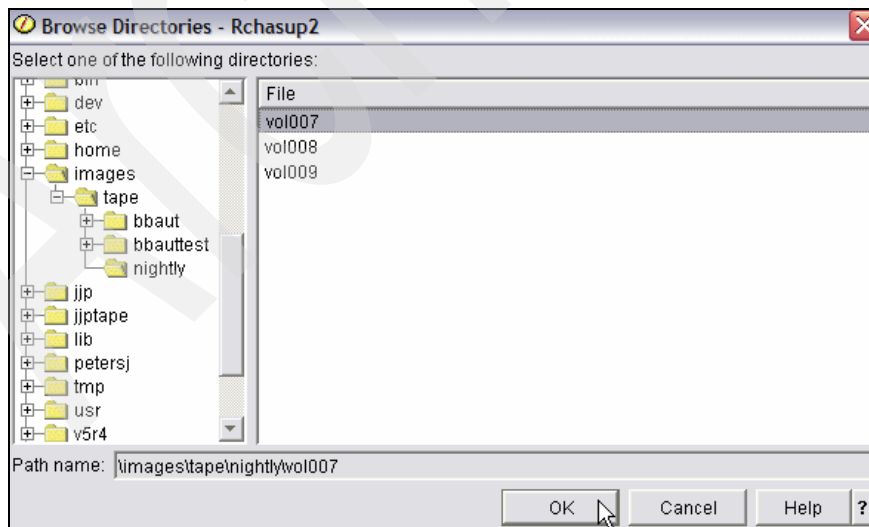 Browse Directories - Rchasup2
Select one of the following directories:
bin
dev
etc
home
images
tape
bbaut
bbauttest
nightly
jjp
jjptape
lib
petersj
tmp
usr
v5r4
File
vol007
vol008
vol009
Path name: \images\tape\nightly\vol007
OK Cancel Help ?